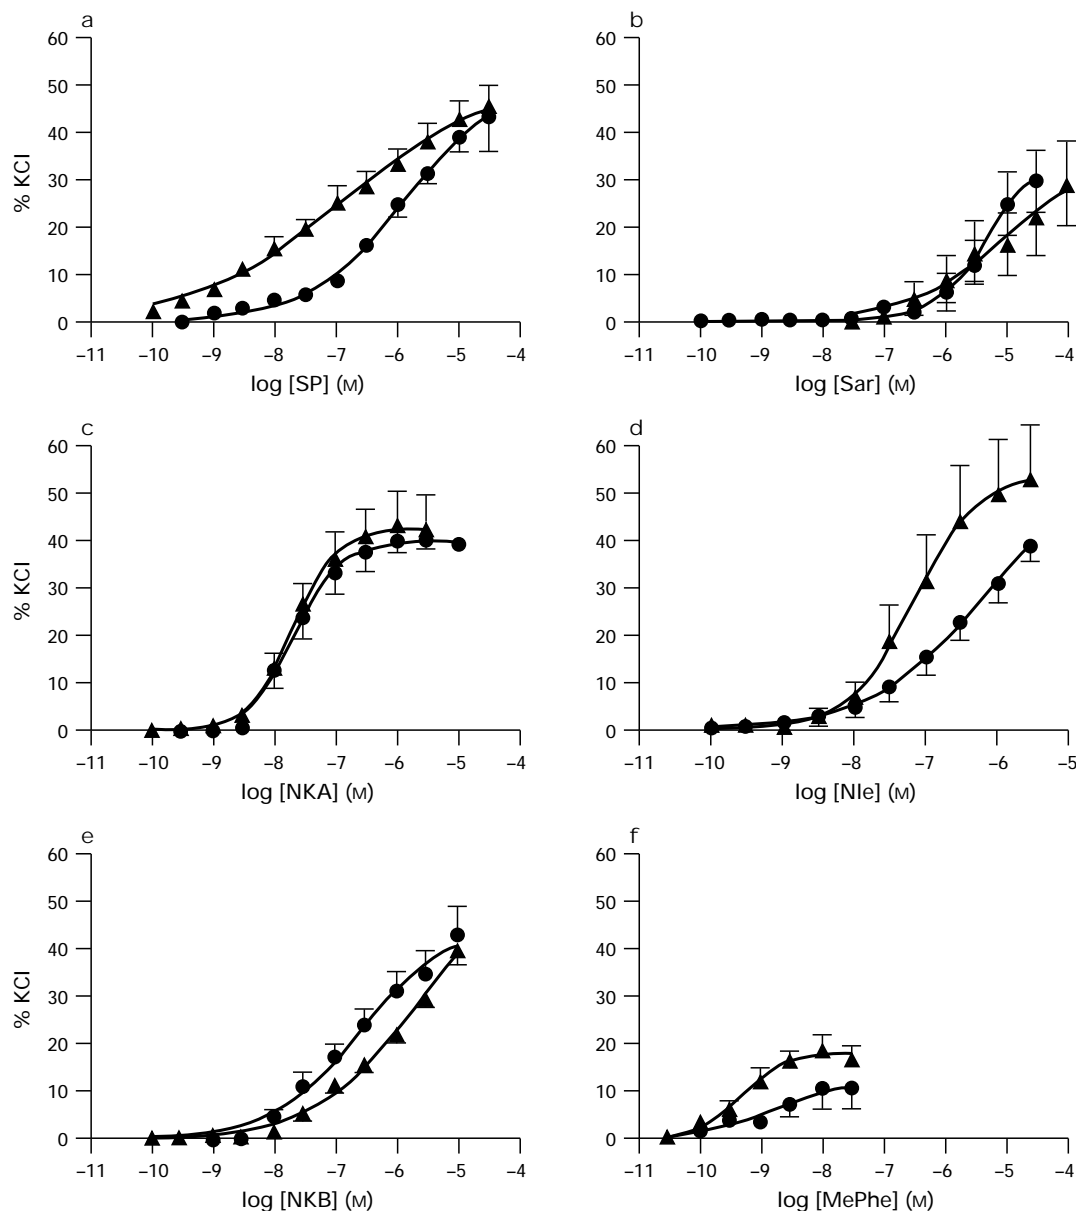 a
60
50
40
30
20
10
0
% KCl
−11 −10 −9 −8 −7 −6 −5 −4
log [SP] (M)
b
60
50
40
30
20
10
0
−11 −10 −9 −8 −7 −6 −5 −4
log [Sar] (M)
c
60
50
40
30
20
10
0
% KCl
−11 −10 −9 −8 −7 −6 −5 −4
log [NKA] (M)
d
60
50
40
30
20
10
0
−11 −10 −9 −8 −7 −6 −5
log [Nle] (M)
e
60
50
40
30
20
10
0
% KCl
−11 −10 −9 −8 −7 −6 −5 −4
log [NKB] (M)
f
60
50
40
30
20
10
0
−11 −10 −9 −8 −7 −6 −5 −4
log [MePhe] (M)